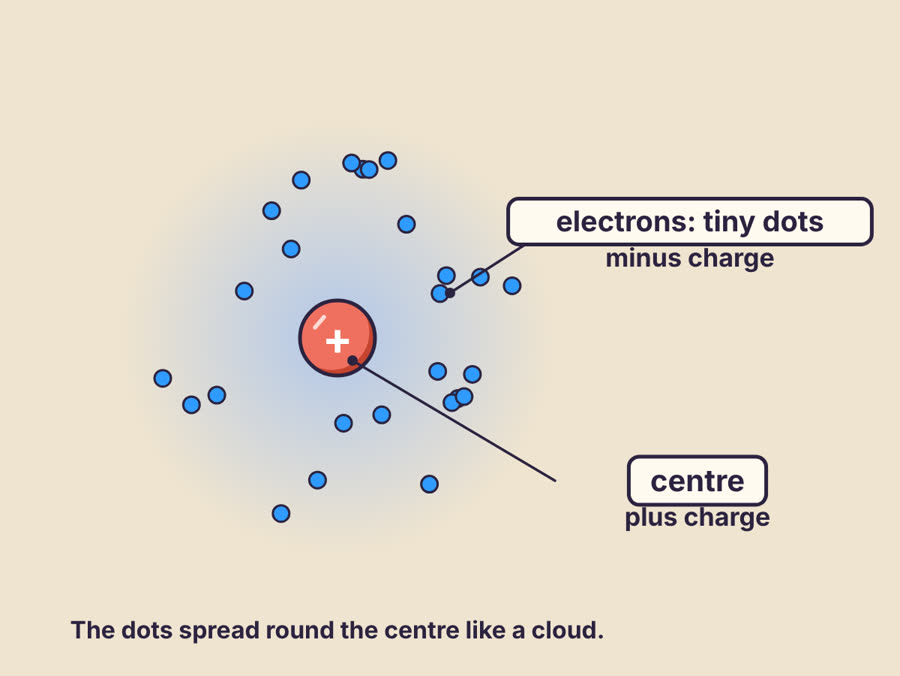 electrons: tiny dots
minus charge
+
centre
plus charge
The dots spread round the centre like a cloud.